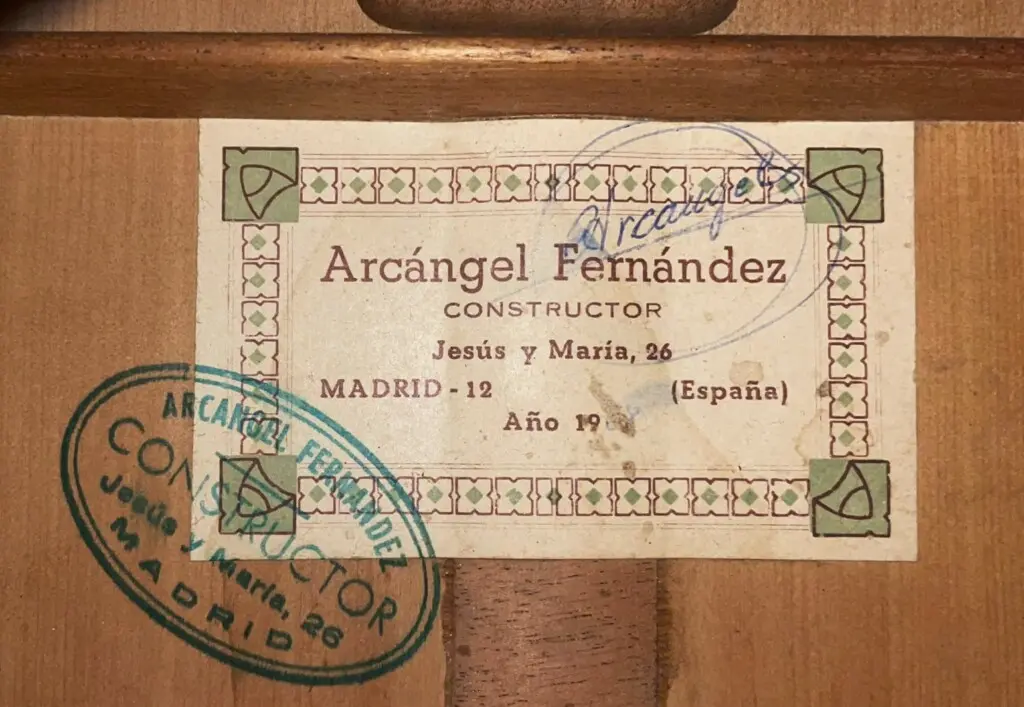 Arcangel
Arcángel Fernández
CONSTRUCTOR
Jesús y María, 26
MADRID - 12 (España)
Año 19
ARCANGEL FERNANDEZ
CONSTRUCTOR
Jesús y María, 26
MADRID